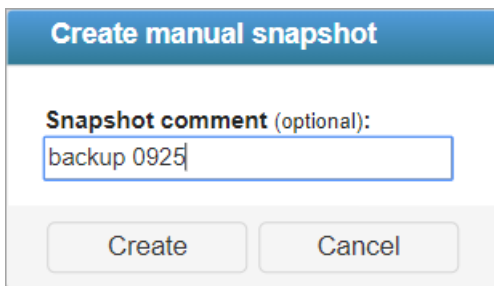 Create manual snapshot
Snapshot comment (optional):
backup 0925
Create Cancel